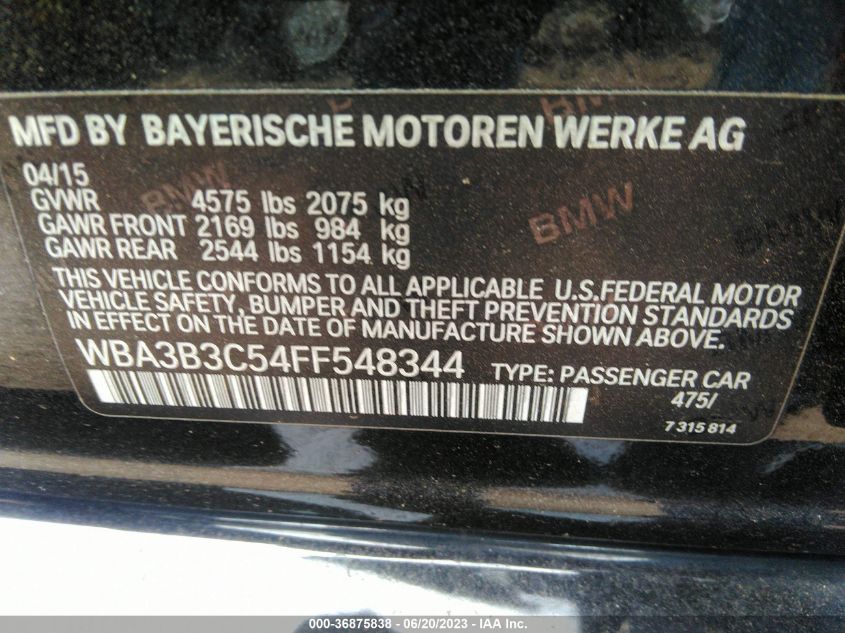 MFD BY BAYERISCHE MOTOREN WERKE AG
04/15
GVWR 4575 lbs 2075 kg
GAWR FRONT 2169 lbs 984 kg
GAWR REAR 2544 lbs 1154 kg
BMW BMW BMW BMW
THIS VEHICLE CONFORMS TO ALL APPLICABLE U.S.FEDERAL MOTOR
VEHICLE SAFETY, BUMPER AND THEFT PREVENTION STANDARDS
IN EFFECT ON THE DATE OF MANUFACTURE SHOWN ABOVE.
WBA3B3C54FF548344 TYPE: PASSENGER CAR
475/
7 315 814
000-36875838 - 06/20/2023 - IAA Inc.